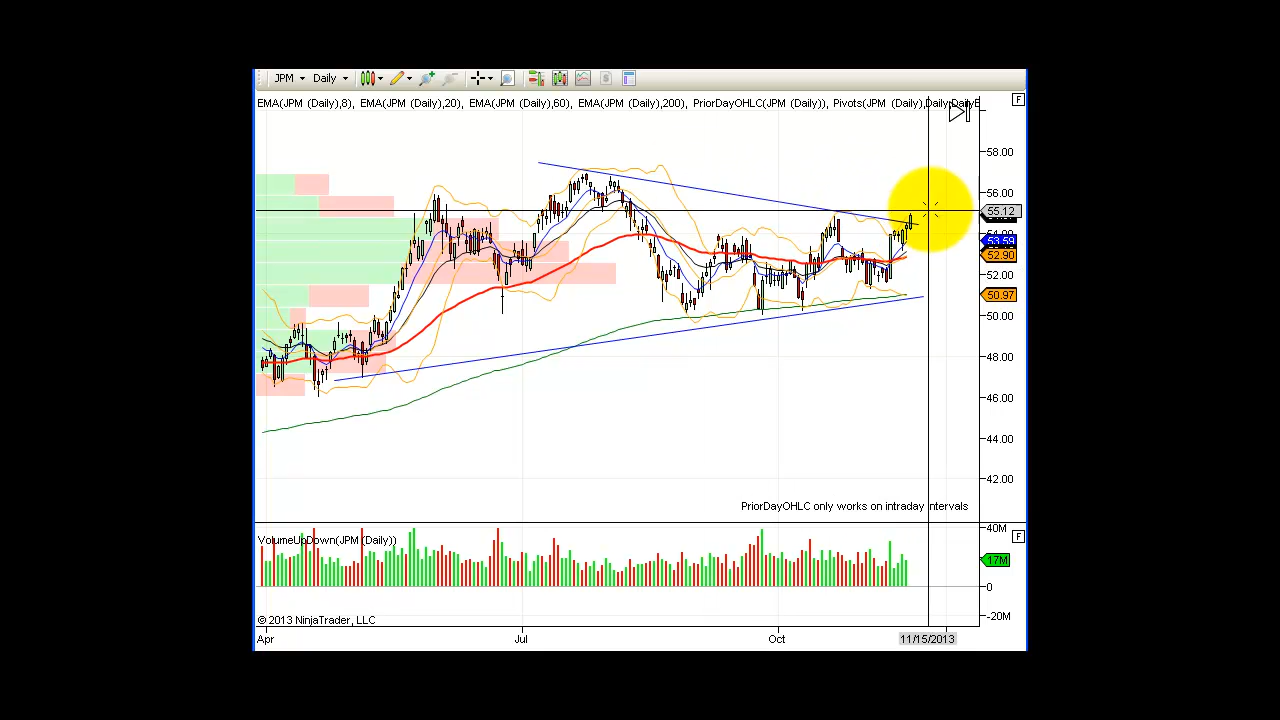 JPM Daily
EMA(JPM (Daily),8), EMA(JPM (Daily),20), EMA(JPM (Daily),60), EMA(JPM (Daily),200), PriorDayOHLC(JPM (Daily)), Pivots(JPM (Daily),Daily,DailyB
F
58.00
56.00
55.12
54.00
53.59
52.90
52.00
50.97
50.00
48.00
46.00
44.00
42.00
PriorDayOHLC only works on intraday intervals
40M
VolumeUpDown(JPM (Daily))
F
17M
0
-20M
© 2013 NinjaTrader, LLC
Apr Jul Oct 11/15/2013